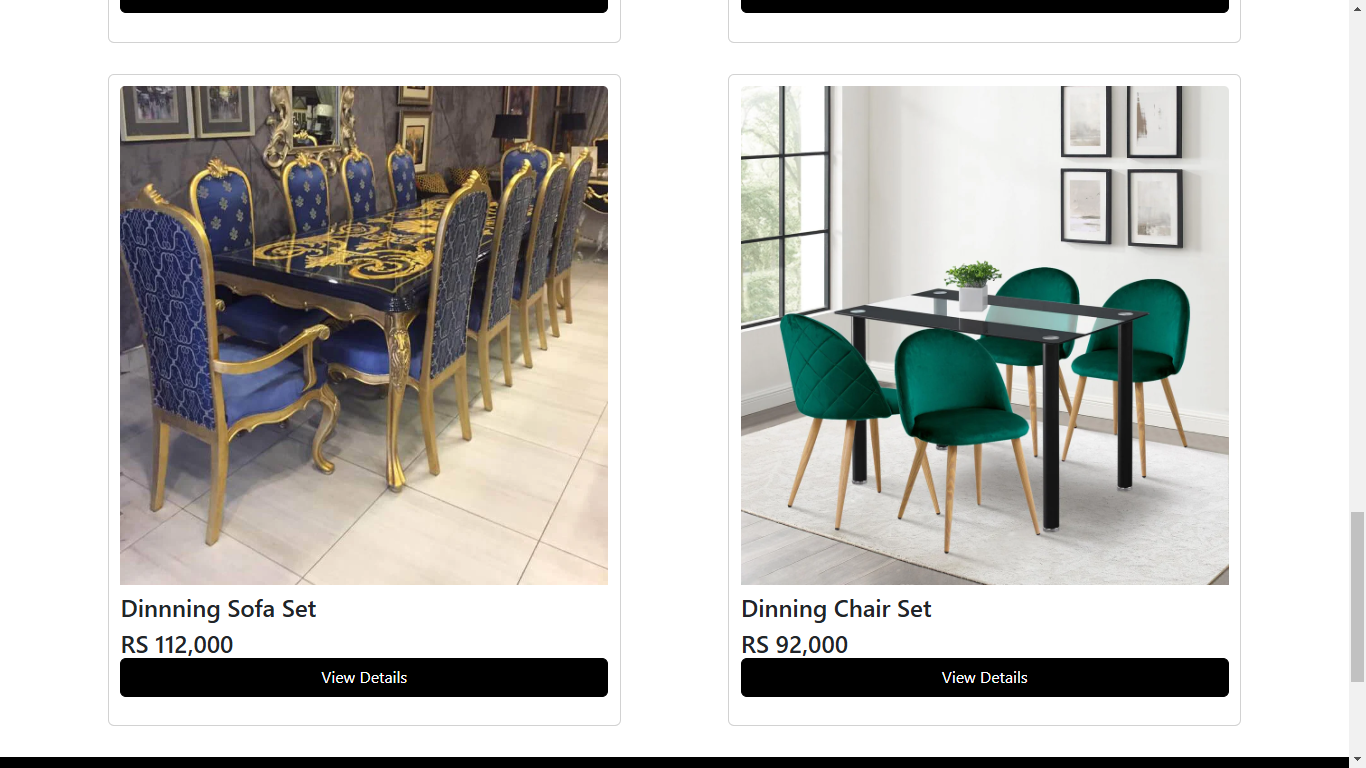 Dinnning Sofa Set
RS 112,000
View Details
Dinning Chair Set
RS 92,000
View Details